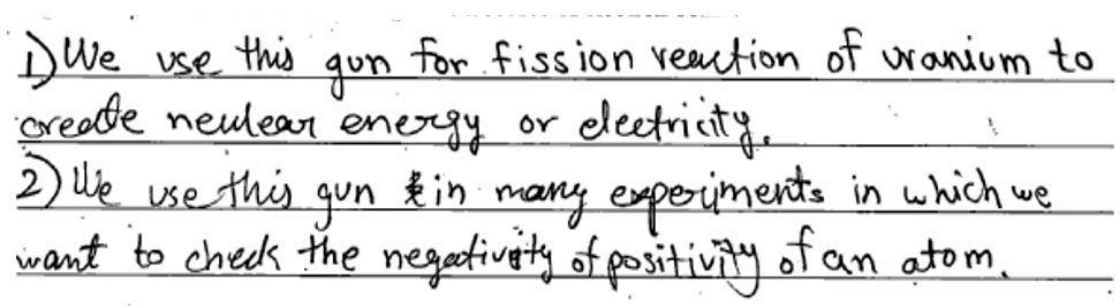 1) We use this gun for fission reaction of uranium to
create neulear energy or electricity.
2) We use this gun in many experiments in which we
want to check the negativity of positivity of an atom.